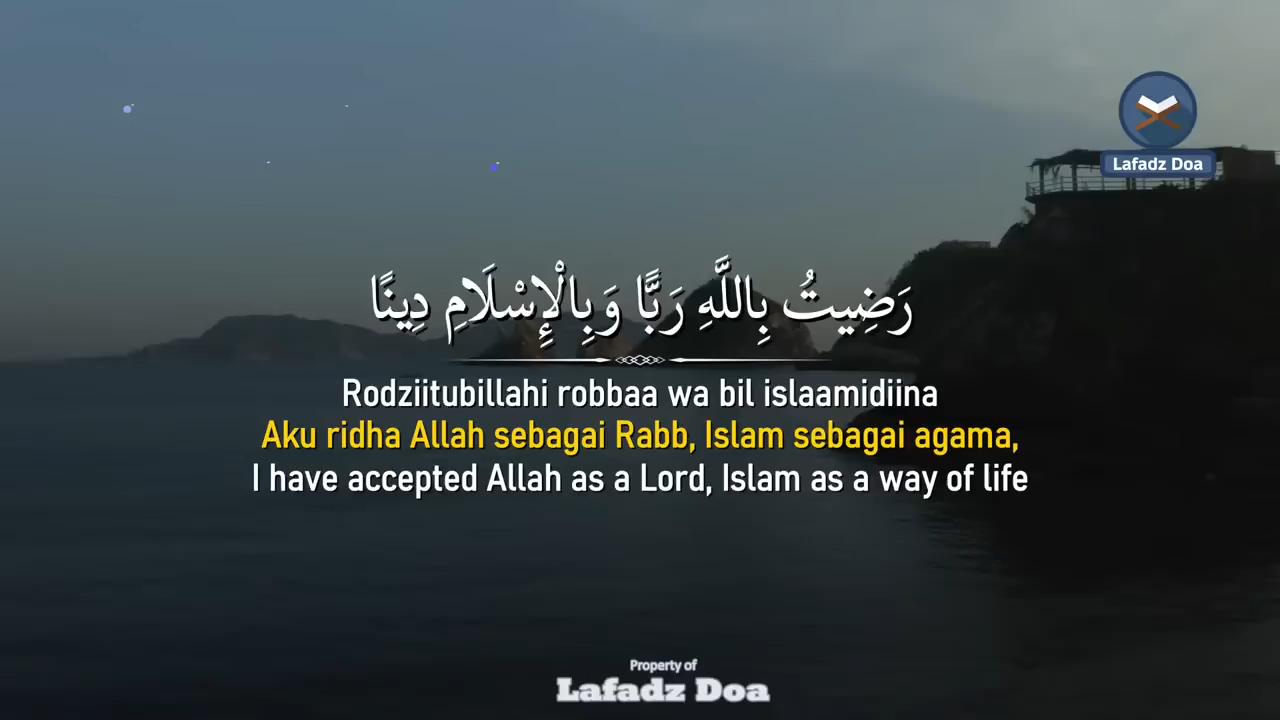 Lafadz Doa
رَضِيتُ بِاللَّهِ رَبًّا وَبِالْإِسْلَامِ دِينًا
Rodziitubillahi robbaa wa bil islaamidiina
Aku ridha Allah sebagai Rabb, Islam sebagai agama,
I have accepted Allah as a Lord, Islam as a way of life
Property of
Lafadz Doa